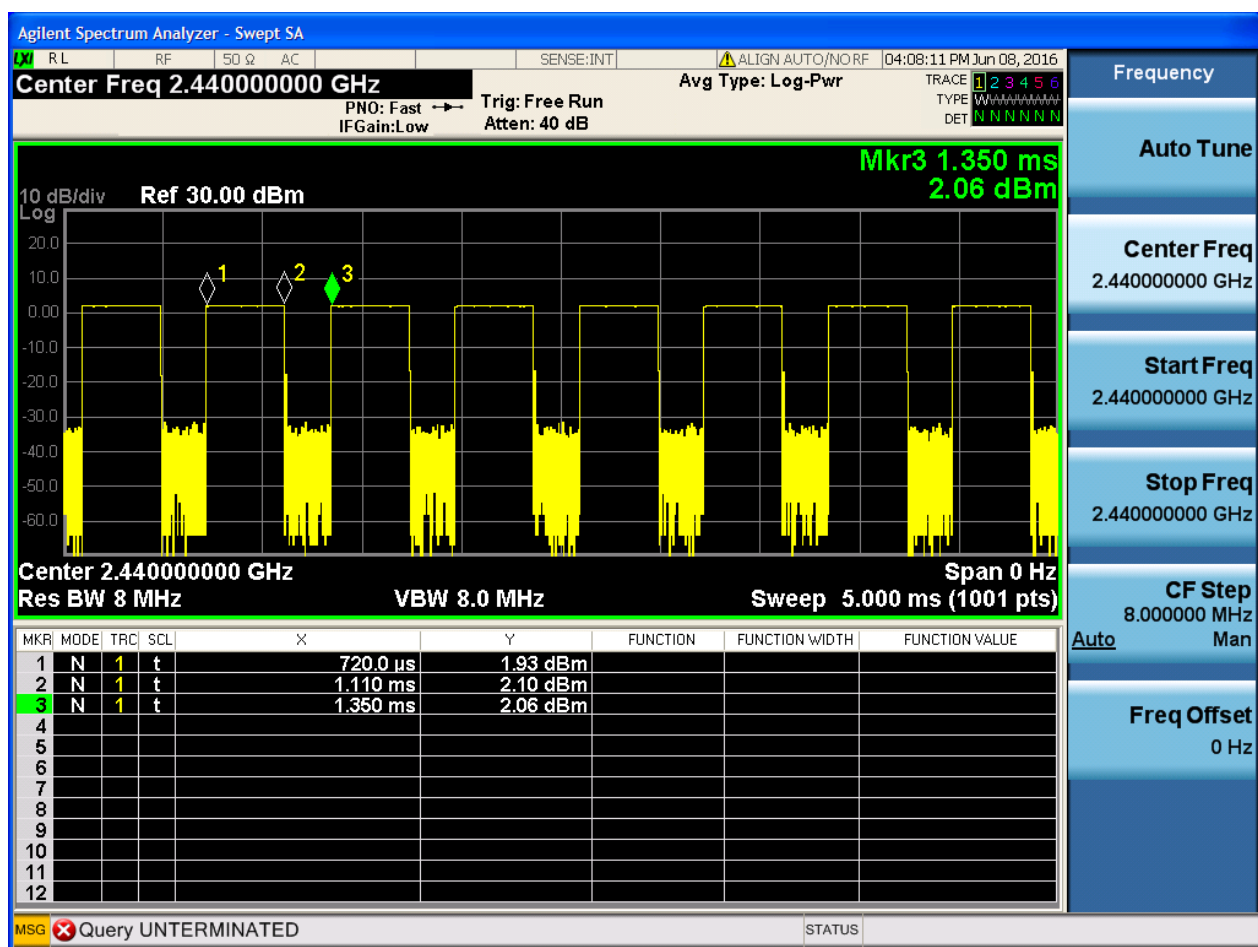 Agilent Spectrum Analyzer - Swept SA
LXI RL RF 50 Ω AC SENSE:INT ALIGN AUTO/NO RF 04:08:11 PM Jun 08, 2016
Center Freq 2.440000000 GHz
PNO: Fast
IFGain:Low
Trig: Free Run
Atten: 40 dB
Avg Type: Log-Pwr
TRACE 1 2 3 4 5 6
TYPE
DET N N N N N N
Mkr3 1.350 ms
2.06 dBm
10 dB/div Ref 30.00 dBm
Log
20.0
10.0
0.00
-10.0
-20.0
-30.0
-40.0
-50.0
-60.0
1 2 3
Center 2.440000000 GHz Span 0 Hz
Res BW 8 MHz VBW 8.0 MHz Sweep 5.000 ms (1001 pts)
MKR MODE TRC SCL X Y FUNCTION FUNCTION WIDTH FUNCTION VALUE
1 N 1 t 720.0 µs 1.93 dBm
2 N 1 t 1.110 ms 2.10 dBm
3 N 1 t 1.350 ms 2.06 dBm
4
5
6
7
8
9
10
11
12
MSG Query UNTERMINATED STATUS
Frequency
Auto Tune
Center Freq
2.440000000 GHz
Start Freq
2.440000000 GHz
Stop Freq
2.440000000 GHz
CF Step
8.000000 MHz
Auto Man
Freq Offset
0 Hz